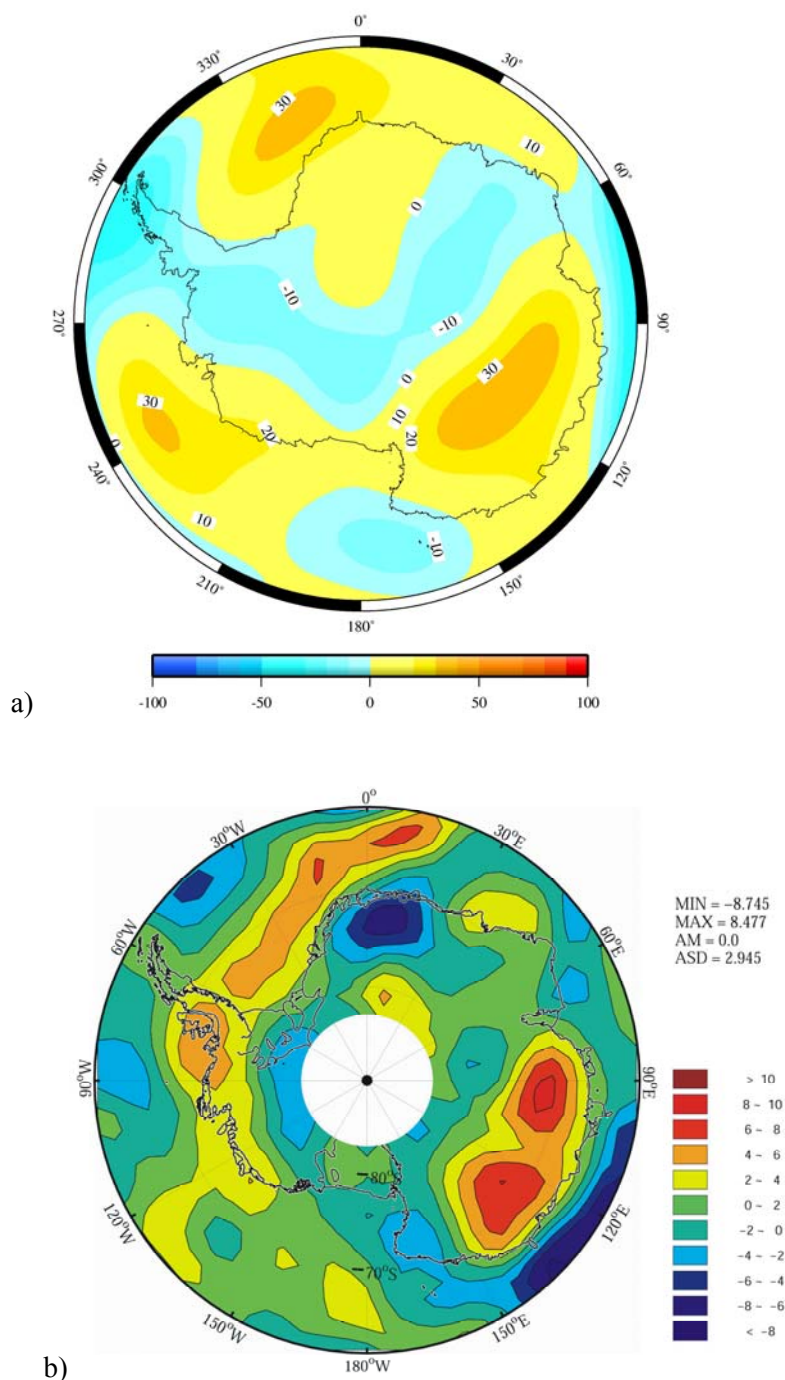 0°
30°
60°
90°
120°
150°
180°
210°
240°
270°
300°
330°
30
10
0
-10
-10
0
30
10
20
30
20
0
10
-10
-100 -50 0 50 100
a)
0°
30°E
60°E
90°E
120°E
150°E
180°W
150°W
120°W
90°W
60°W
30°W
80°S
70°S
MIN = -8.745
MAX = 8.477
AM = 0.0
ASD = 2.945
> 10
8 ~ 10
6 ~ 8
4 ~ 6
2 ~ 4
0 ~ 2
-2 ~ 0
-4 ~ -2
-6 ~ -4
-8 ~ -6
< -8
b)